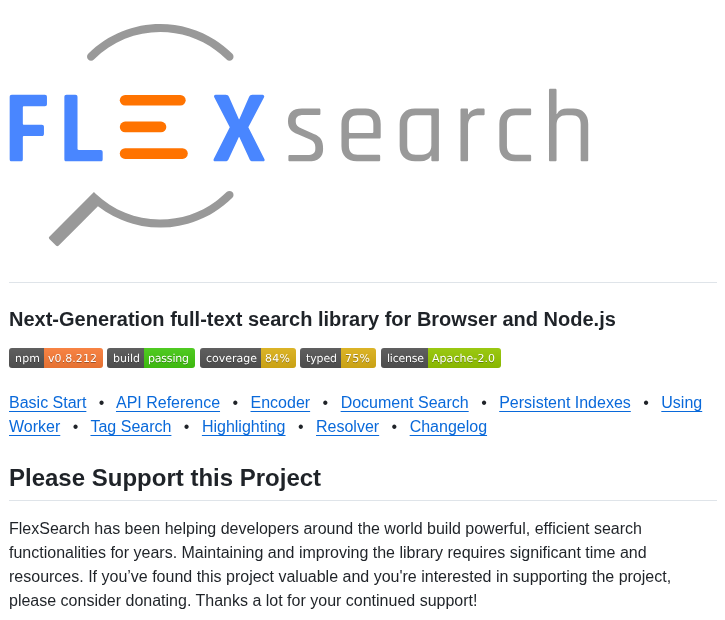 FLEXsearch
Next-Generation full-text search library for Browser and Node.js
npm v0.8.212 build passing coverage 84% typed 75% license Apache-2.0
Basic Start • API Reference • Encoder • Document Search • Persistent Indexes • Using
Worker • Tag Search • Highlighting • Resolver • Changelog
Please Support this Project
FlexSearch has been helping developers around the world build powerful, efficient search
functionalities for years. Maintaining and improving the library requires significant time and
resources. If you’ve found this project valuable and you're interested in supporting the project,
please consider donating. Thanks a lot for your continued support!